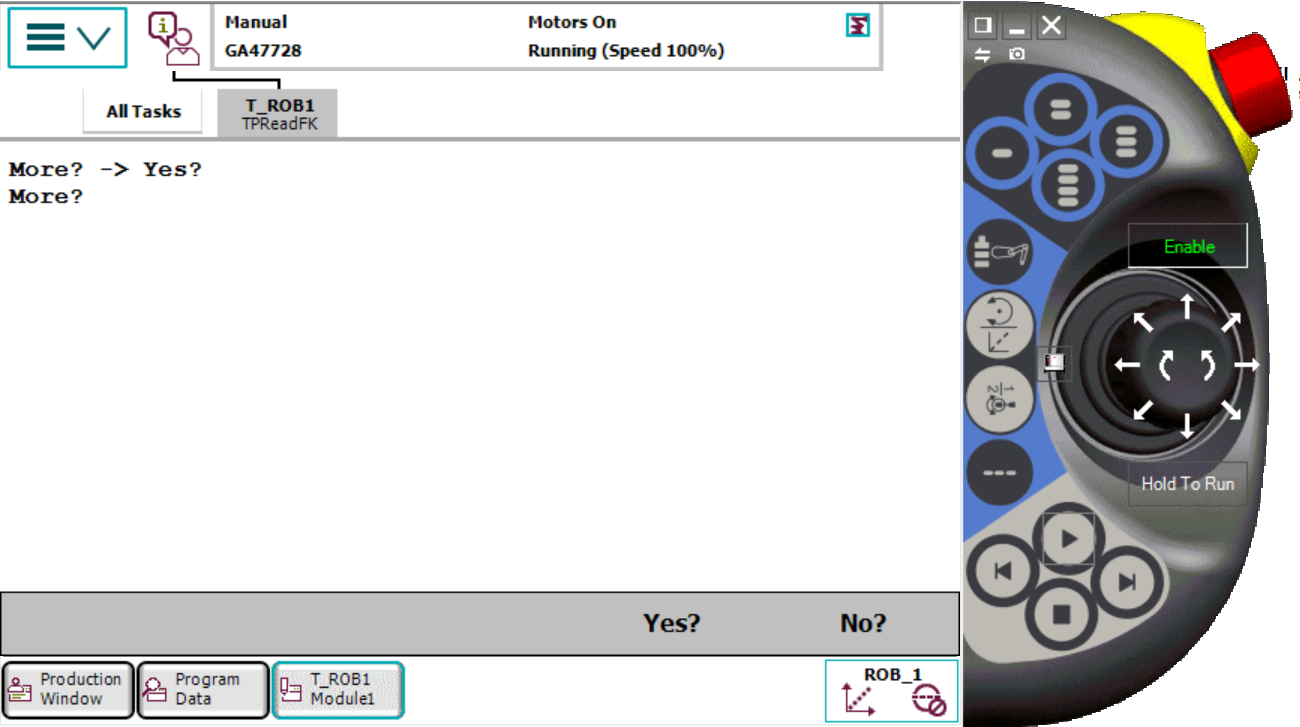 Manual
GA47728
Motors On
Running (Speed 100%)
All Tasks
T_ROB1
TPReadFK
More? -> Yes?
More?
Enable
Hold To Run
Yes?
No?
Production
Window
Program
Data
T_ROB1
Module1
ROB_1